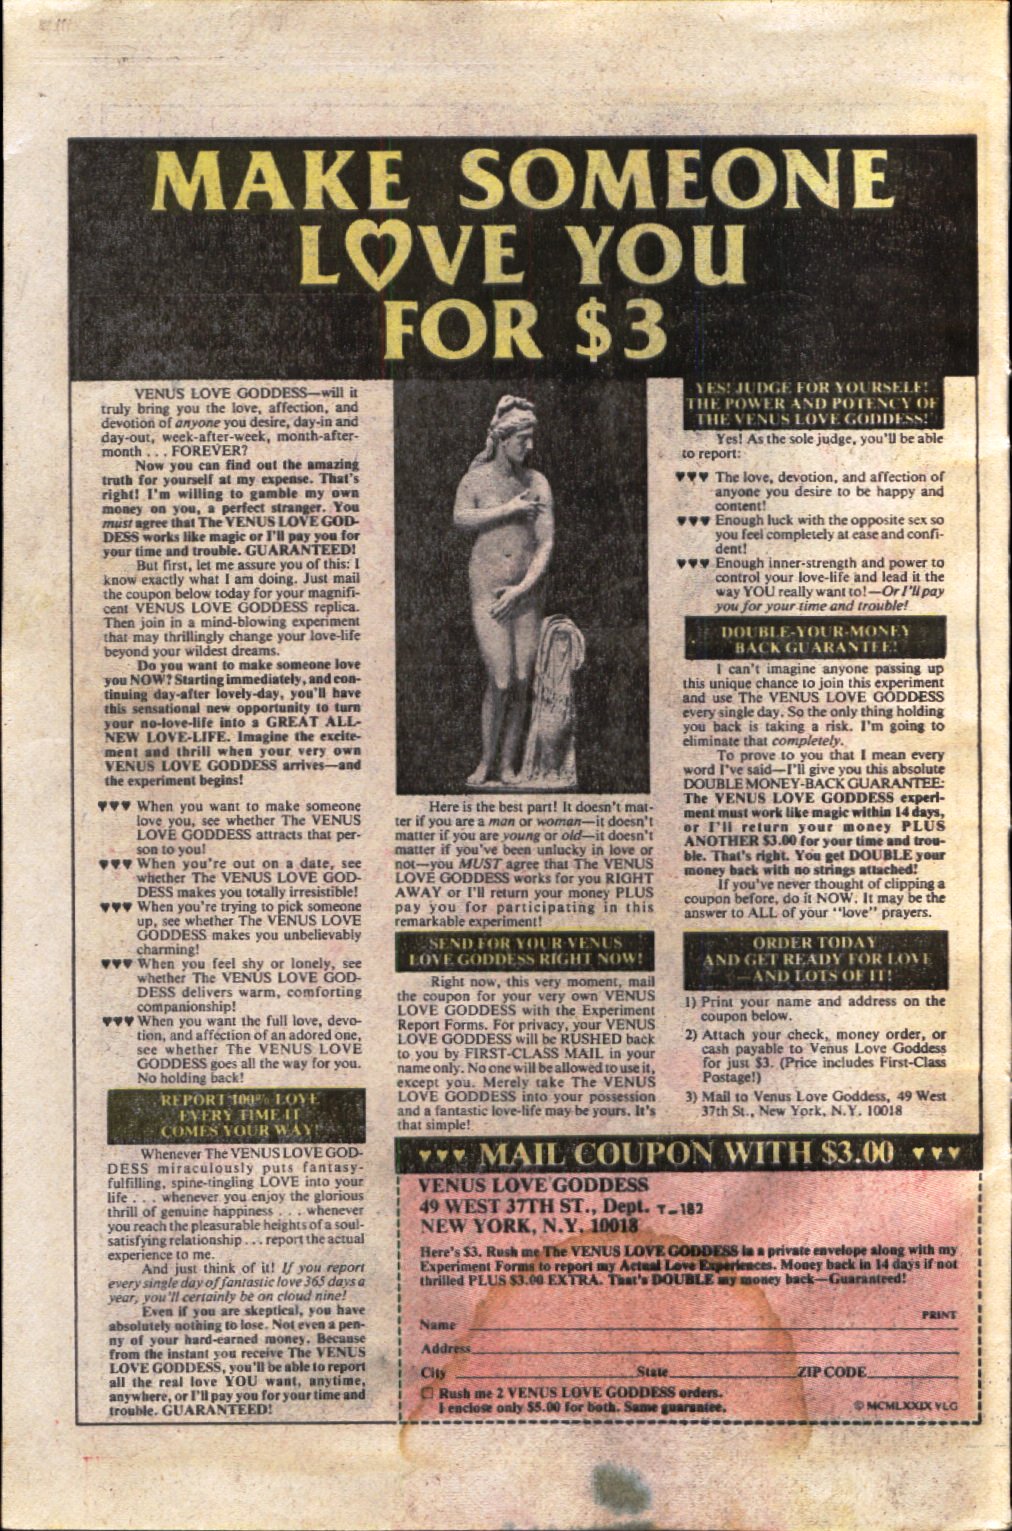 MAKE SOMEONE
LOVE YOU
FOR $3
VENUS LOVE GODDESS—will it
truly bring you the love, affection, and
devotion of anyone you desire, day-in and
day-out, week-after-week, month-after-
month . . . FOREVER?
Now you can find out the amazing
truth for yourself at my expense. That's
right! I'm willing to gamble my own
money on you, a perfect stranger. You
must agree that The VENUS LOVE GOD-
DESS works like magic or I'll pay you for
your time and trouble. GUARANTEED!
But first, let me assure you of this: I
know exactly what I am doing. Just mail
the coupon below today for your magnifi-
cent VENUS LOVE GODDESS replica.
Then join in a mind-blowing experiment
that may thrillingly change your love-life
beyond your wildest dreams.
Do you want to make someone love
you NOW? Starting immediately, and con-
tinuing day-after lovely-day, you'll have
this sensational new opportunity to turn
your no-love-life into a GREAT ALL-
NEW LOVE-LIFE. Imagine the excite-
ment and thrill when your very own
VENUS LOVE GODDESS arrives—and
the experiment begins!
♥♥♥ When you want to make someone
love you, see whether The VENUS
LOVE GODDESS attracts that per-
son to you!
♥♥♥ When you're out on a date, see
whether The VENUS LOVE GOD-
DESS makes you totally irresistible!
♥♥♥ When you're trying to pick someone
up, see whether The VENUS LOVE
GODDESS makes you unbelievably
charming!
♥♥♥ When you feel shy or lonely, see
whether The VENUS LOVE GOD-
DESS delivers warm, comforting
companionship!
♥♥♥ When you want the full love, devo-
tion, and affection of an adored one,
see whether The VENUS LOVE
GODDESS goes all the way for you.
No holding back!
REPORT 100% LOVE
EVERY TIME IT
COMES YOUR WAY!
Whenever The VENUS LOVE GOD-
DESS miraculously puts fantasy-
fulfilling, spine-tingling LOVE into your
life . . . whenever you enjoy the glorious
thrill of genuine happiness . . . whenever
you reach the pleasurable heights of a soul-
satisfying relationship . . . report the actual
experience to me.
And just think of it! If you report
every single day of fantastic love 365 days a
year, you'll certainly be on cloud nine!
Even if you are skeptical, you have
absolutely nothing to lose. Not even a pen-
ny of your hard-earned money. Because
from the instant you receive The VENUS
LOVE GODDESS, you'll be able to report
all the real love YOU want, anytime,
anywhere, or I'll pay you for your time and
trouble. GUARANTEED!
Here is the best part! It doesn't mat-
ter if you are a man or woman—it doesn't
matter if you are young or old—it doesn't
matter if you've been unlucky in love or
not—you MUST agree that The VENUS
LOVE GODDESS works for you RIGHT
AWAY or I'll return your money PLUS
pay you for participating in this
remarkable experiment!
SEND FOR YOUR VENUS
LOVE GODDESS RIGHT NOW!
Right now, this very moment, mail
the coupon for your very own VENUS
LOVE GODDESS with the Experiment
Report Forms. For privacy, your VENUS
LOVE GODDESS will be RUSHED back
to you by FIRST-CLASS MAIL in your
name only. No one will be allowed to use it,
except you. Merely take The VENUS
LOVE GODDESS into your possession
and a fantastic love-life may be yours. It's
that simple!
YES! JUDGE FOR YOURSELF!
THE POWER AND POTENCY OF
THE VENUS LOVE GODDESS!
Yes! As the sole judge, you'll be able
to report:
♥♥♥ The love, devotion, and affection of
anyone you desire to be happy and
content!
♥♥♥ Enough luck with the opposite sex so
you feel completely at ease and confi-
dent!
♥♥♥ Enough inner-strength and power to
control your love-life and lead it the
way YOU really want to!—Or I'll pay
you for your time and trouble!
DOUBLE-YOUR-MONEY
BACK GUARANTEE!
I can't imagine anyone passing up
this unique chance to join this experiment
and use The VENUS LOVE GODDESS
every single day. So the only thing holding
you back is taking a risk. I'm going to
eliminate that completely.
To prove to you that I mean every
word I've said—I'll give you this absolute
DOUBLE MONEY-BACK GUARANTEE:
The VENUS LOVE GODDESS experi-
ment must work like magic within 14 days,
or I'll return your money PLUS
ANOTHER $3.00 for your time and trou-
ble. That's right. You get DOUBLE your
money back with no strings attached!
If you've never thought of clipping a
coupon before, do it NOW. It may be the
answer to ALL of your "love" prayers.
ORDER TODAY
AND GET READY FOR LOVE
—AND LOTS OF IT!
1) Print your name and address on the
coupon below.
2) Attach your check, money order, or
cash payable to Venus Love Goddess
for just $3. (Price includes First-Class
Postage!)
3) Mail to Venus Love Goddess, 49 West
37th St., New York, N.Y. 10018
♥♥♥ MAIL COUPON WITH $3.00 ♥♥♥
VENUS LOVE GODDESS
49 WEST 37TH ST., Dept. T-182
NEW YORK, N.Y. 10018
Here's $3. Rush me The VENUS LOVE GODDESS in a private envelope along with my
Experiment Forms to report my Actual Love Experiences. Money back in 14 days if not
thrilled PLUS $3.00 EXTRA. That's DOUBLE my money back—Guaranteed!
PRINT
Name
Address
City State ZIP CODE
☐ Rush me 2 VENUS LOVE GODDESS orders.
I enclose only $5.00 for both. Same guarantee.
© MCMLXXIX VLG